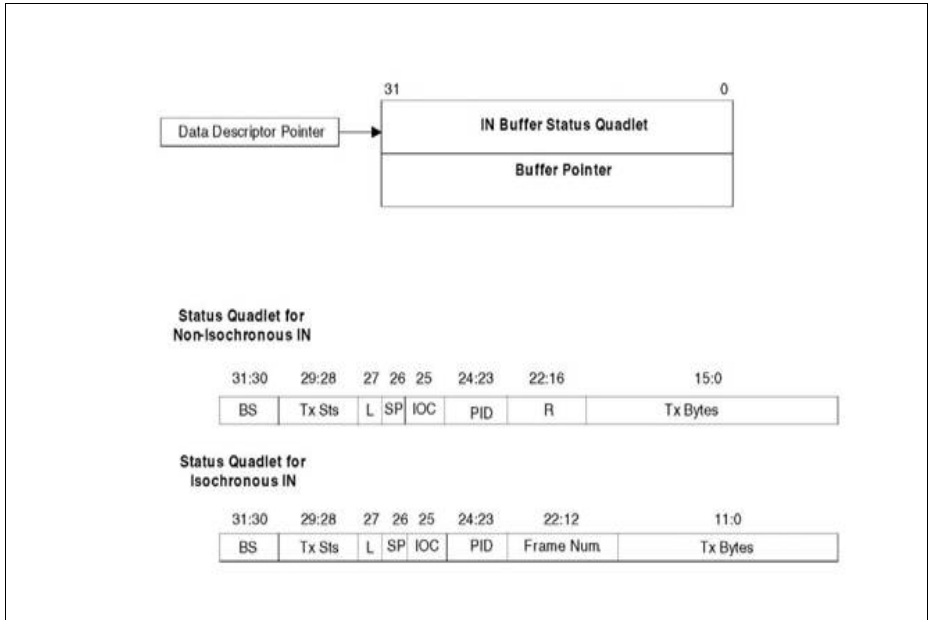 31 0
Data Descriptor Pointer
IN Buffer Status Quadlet
Buffer Pointer
Status Quadlet for
Non-Isochronous IN
31:30 29:28 27 26 25 24:23 22:16 15:0
BS Tx Sts L SP IOC PID R Tx Bytes
Status Quadlet for
Isochronous IN
31:30 29:28 27 26 25 24:23 22:12 11:0
BS Tx Sts L SP IOC PID Frame Num. Tx Bytes